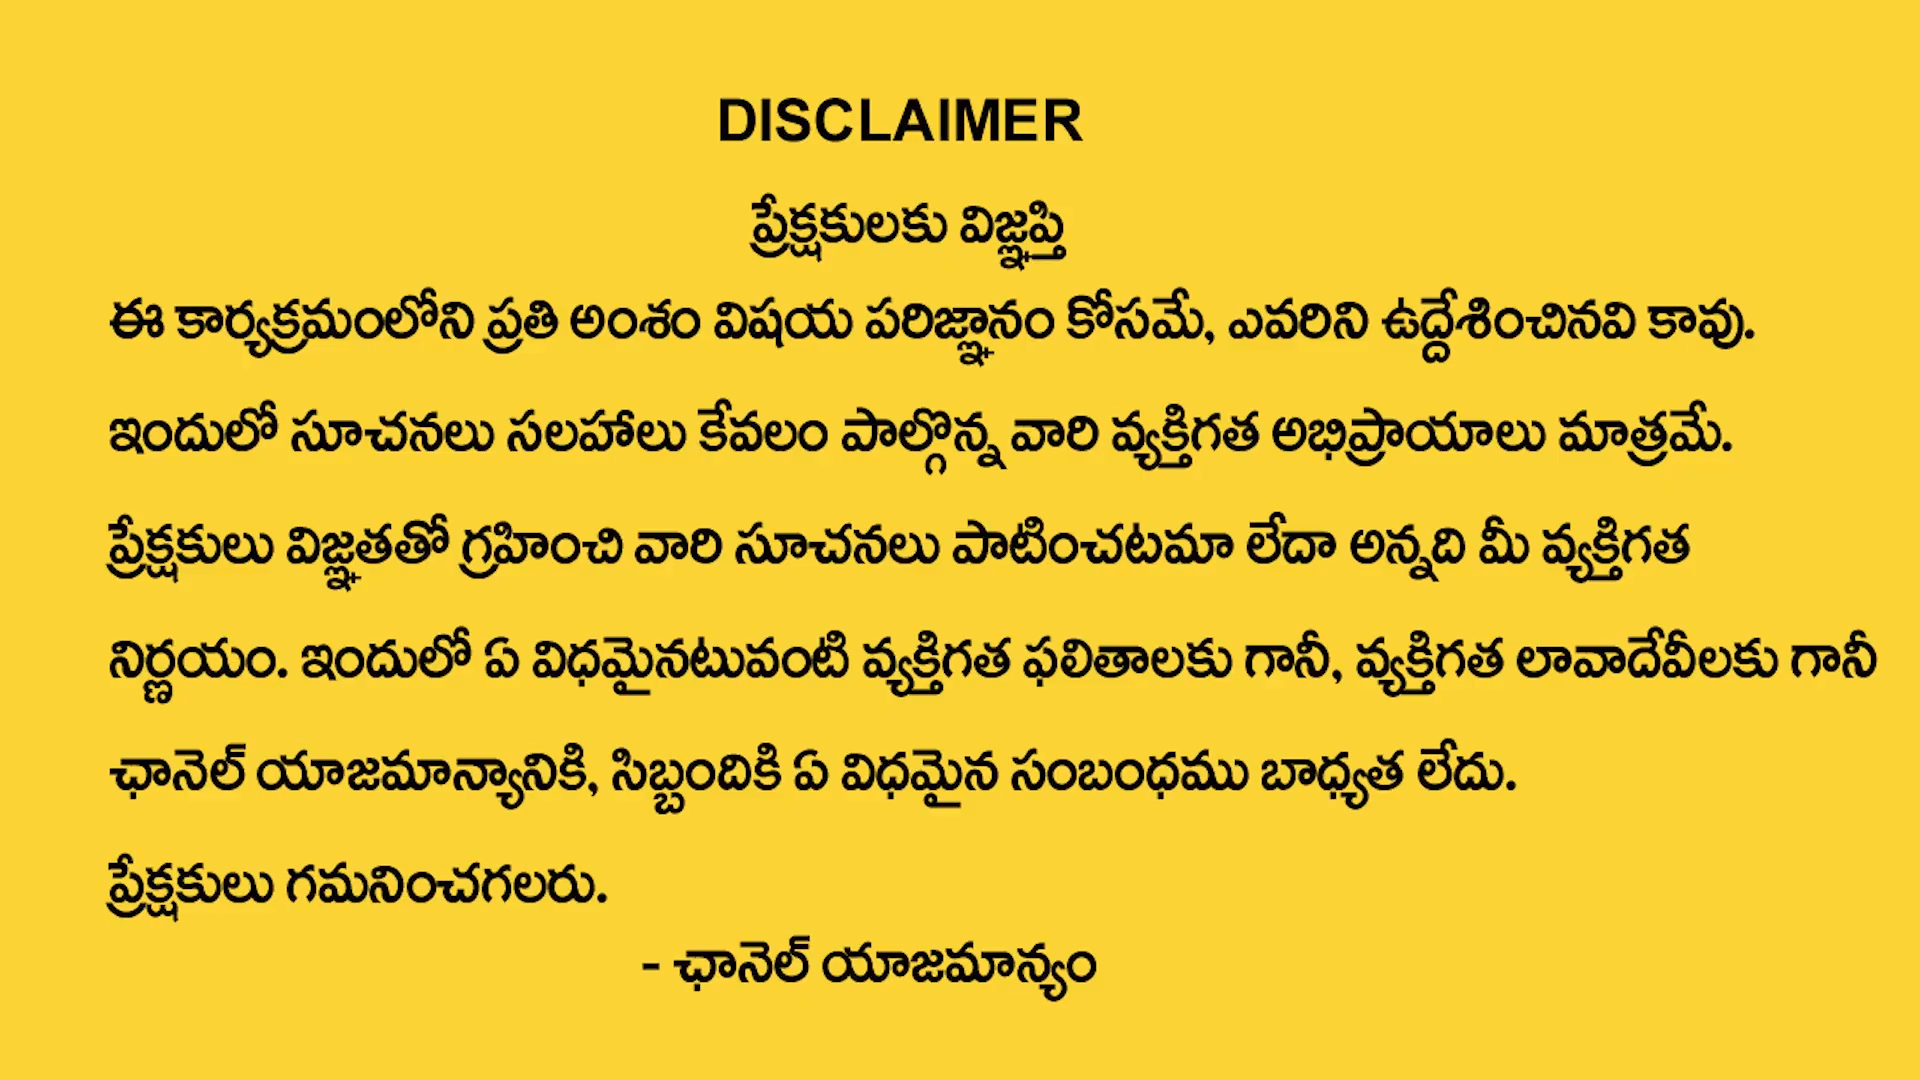 DISCLAIMER
ప్రేక్షకులకు విజ్ఞప్తి
ఈ కార్యక్రమంలోని ప్రతి అంశం విషయ పరిజ్ఞానం కోసమే, ఎవరిని ఉద్దేశించినవి కావు.
ఇందులో సూచనలు సలహాలు కేవలం పాల్గొన్న వారి వ్యక్తిగత అభిప్రాయాలు మాత్రమే.
ప్రేక్షకులు విజ్ఞతతో గ్రహించి వారి సూచనలు పాటించటమా లేదా అన్నది మీ వ్యక్తిగత
నిర్ణయం. ఇందులో ఏ విధమైనటువంటి వ్యక్తిగత ఫలితాలకు గానీ, వ్యక్తిగత లావాదేవీలకు గానీ
ఛానెల్ యాజమాన్యానికి, సిబ్బందికి ఏ విధమైన సంబంధము బాధ్యత లేదు.
ప్రేక్షకులు గమనించగలరు.
- ఛానెల్ యాజమాన్యం